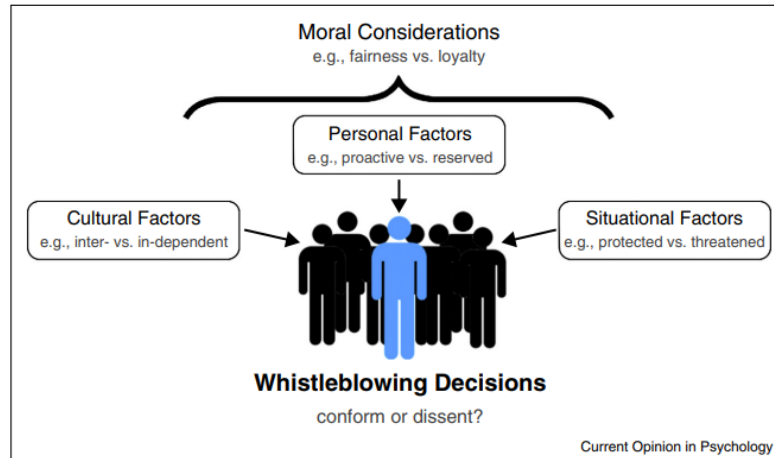 Moral Considerations
e.g., fairness vs. loyalty
Personal Factors
e.g., proactive vs. reserved
Cultural Factors
e.g., inter- vs. in-dependent
Situational Factors
e.g., protected vs. threatened
Whistleblowing Decisions
conform or dissent?
Current Opinion in Psychology